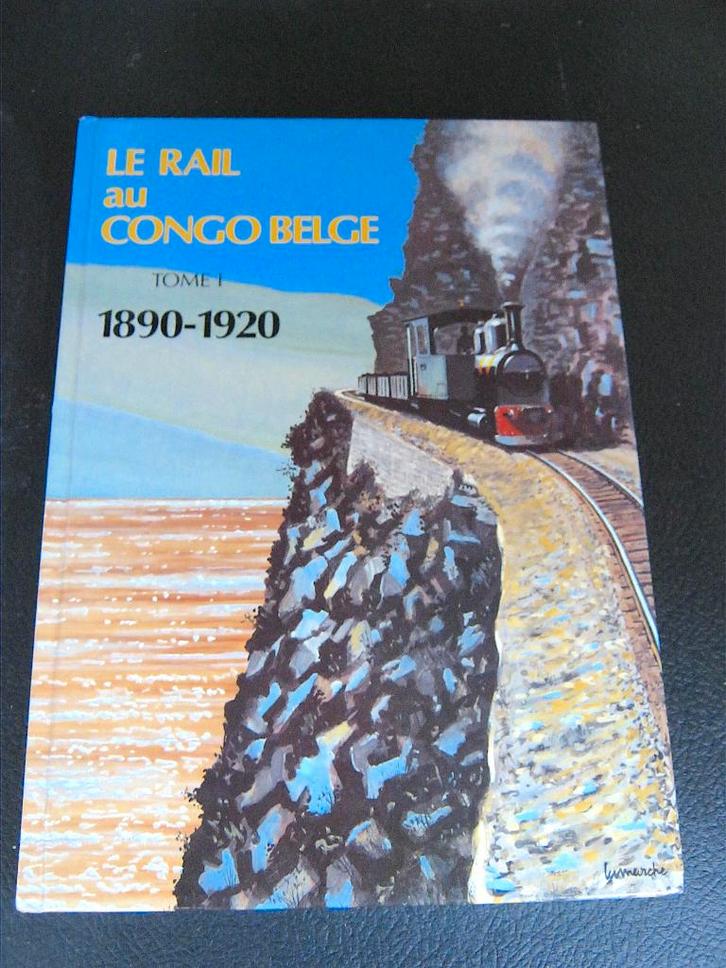 LE RAIL
au
CONGO BELGE
TOME I
1890-1920